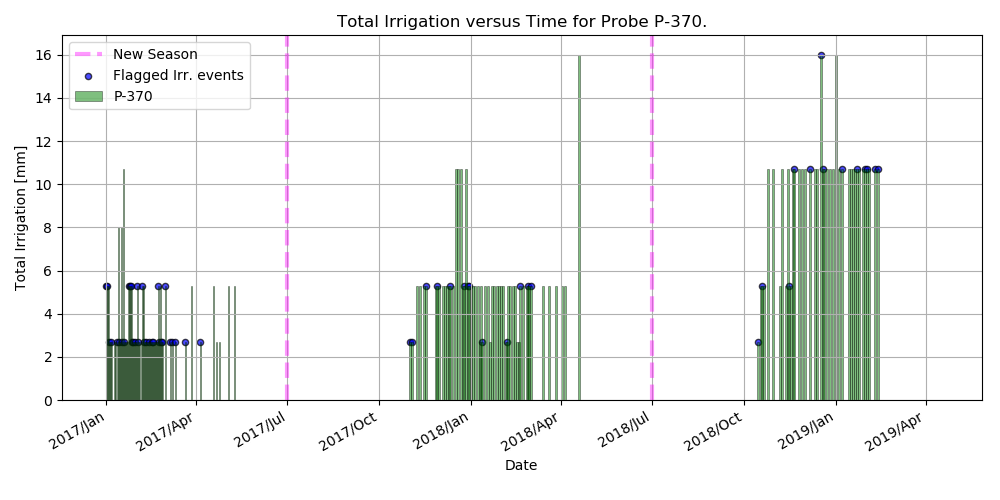 Total Irrigation versus Time for Probe P-370.
New Season
Flagged Irr. events
P-370
Total Irrigation [mm]
16
14
12
10
8
6
4
2
0
2017/Jan
2017/Apr
2017/Jul
2017/Oct
2018/Jan
2018/Apr
2018/Jul
2018/Oct
2019/Jan
2019/Apr
Date